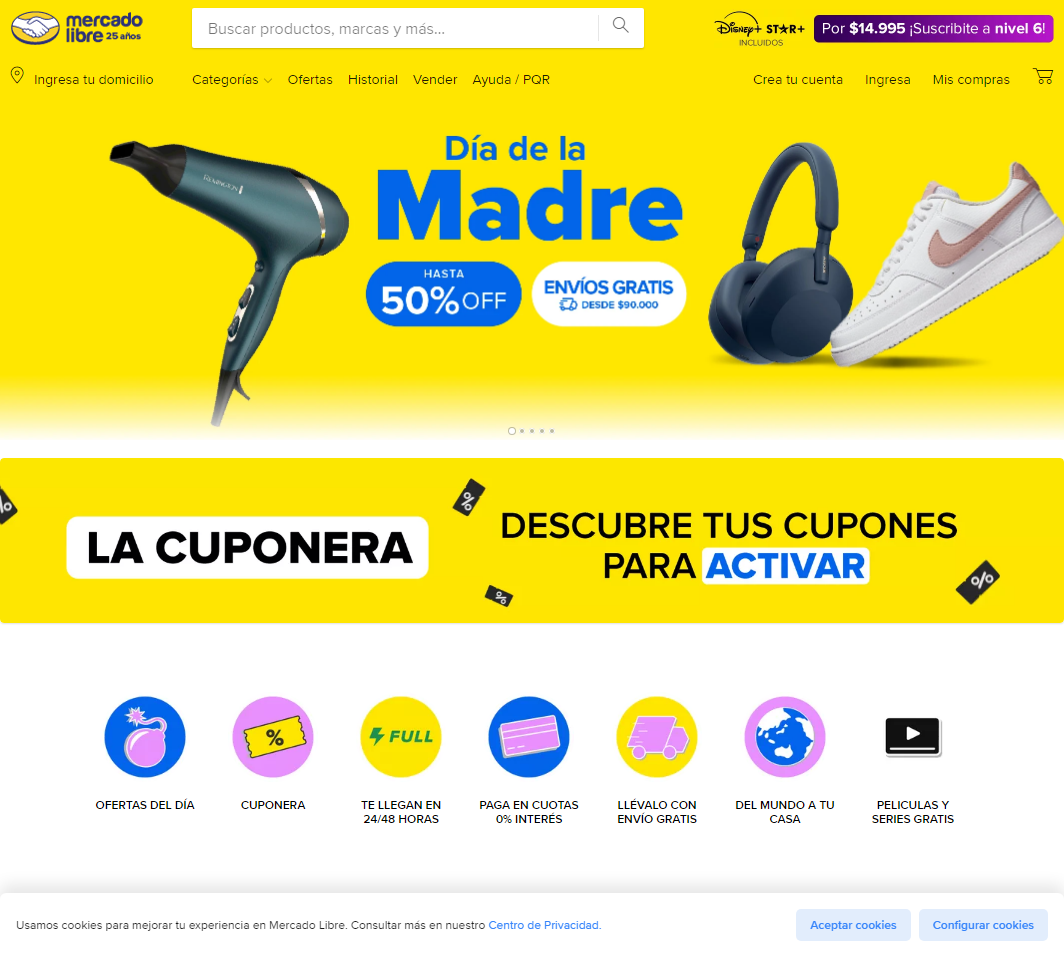 mercado
libre 25 años
Buscar productos, marcas y más...
Disney+ STAR+
INCLUIDOS
Por $14.995 ¡Suscribite a nivel 6!
Ingresa tu domicilio
Categorías
Ofertas
Historial
Vender
Ayuda / PQR
Crea tu cuenta
Ingresa
Mis compras
REMINGTON
Día de la
Madre
HASTA
50% OFF
ENVÍOS GRATIS
DESDE $90.000
LA CUPONERA
DESCUBRE TUS CUPONES
PARA ACTIVAR
%
%
%
%
%
FULL
OFERTAS DEL DÍA
CUPONERA
TE LLEGAN EN
24/48 HORAS
PAGA EN CUOTAS
0% INTERÉS
LLÉVALO CON
ENVÍO GRATIS
DEL MUNDO A TU
CASA
PELICULAS Y
SERIES GRATIS
Usamos cookies para mejorar tu experiencia en Mercado Libre. Consultar más en nuestro Centro de Privacidad.
Aceptar cookies
Configurar cookies